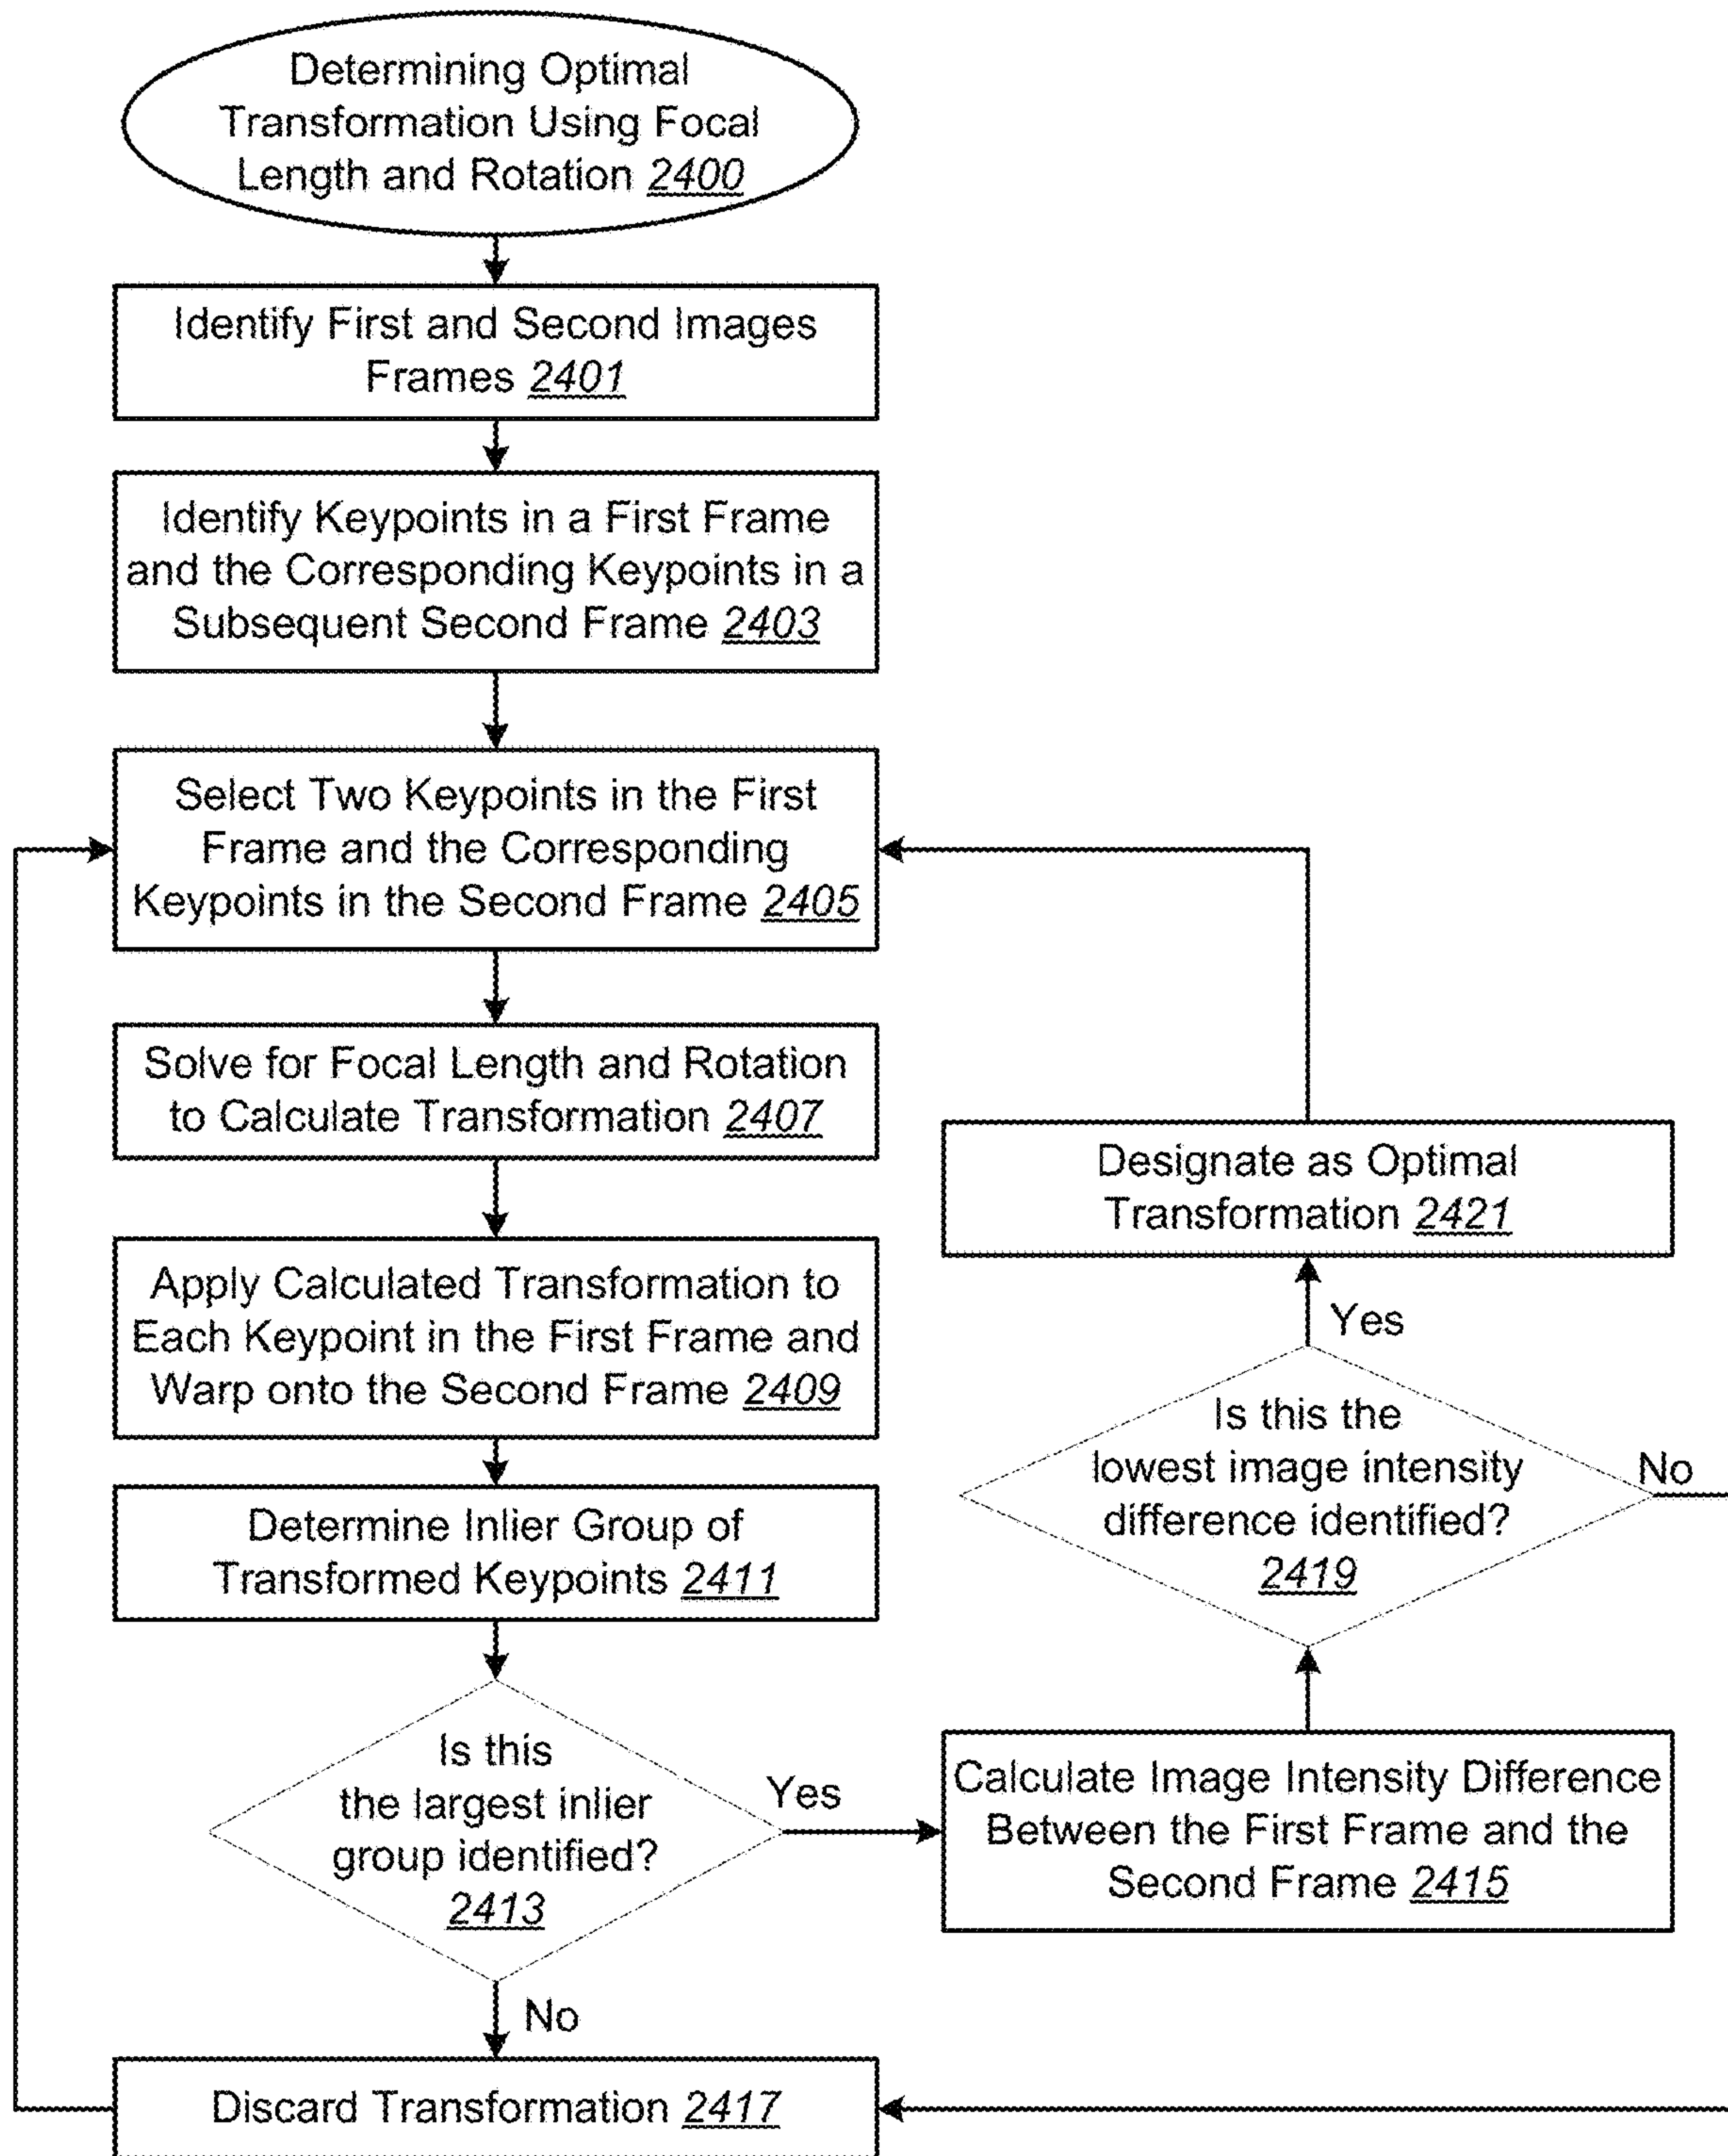 Determining Optimal
Transformation Using Focal
Length and Rotation 2400
Identify First and Second Images
Frames 2401
Identify Keypoints in a First Frame
and the Corresponding Keypoints in a
Subsequent Second Frame 2403
Select Two Keypoints in the First
Frame and the Corresponding
Keypoints in the Second Frame 2405
Solve for Focal Length and Rotation
to Calculate Transformation 2407
Apply Calculated Transformation to
Each Keypoint in the First Frame and
Warp onto the Second Frame 2409
Determine Inlier Group of
Transformed Keypoints 2411
Is this
the largest inlier
group identified?
2413
Yes
No
Calculate Image Intensity Difference
Between the First Frame and the
Second Frame 2415
Is this the
lowest image intensity
difference identified?
2419
Yes
No
Designate as Optimal
Transformation 2421
Discard Transformation 2417